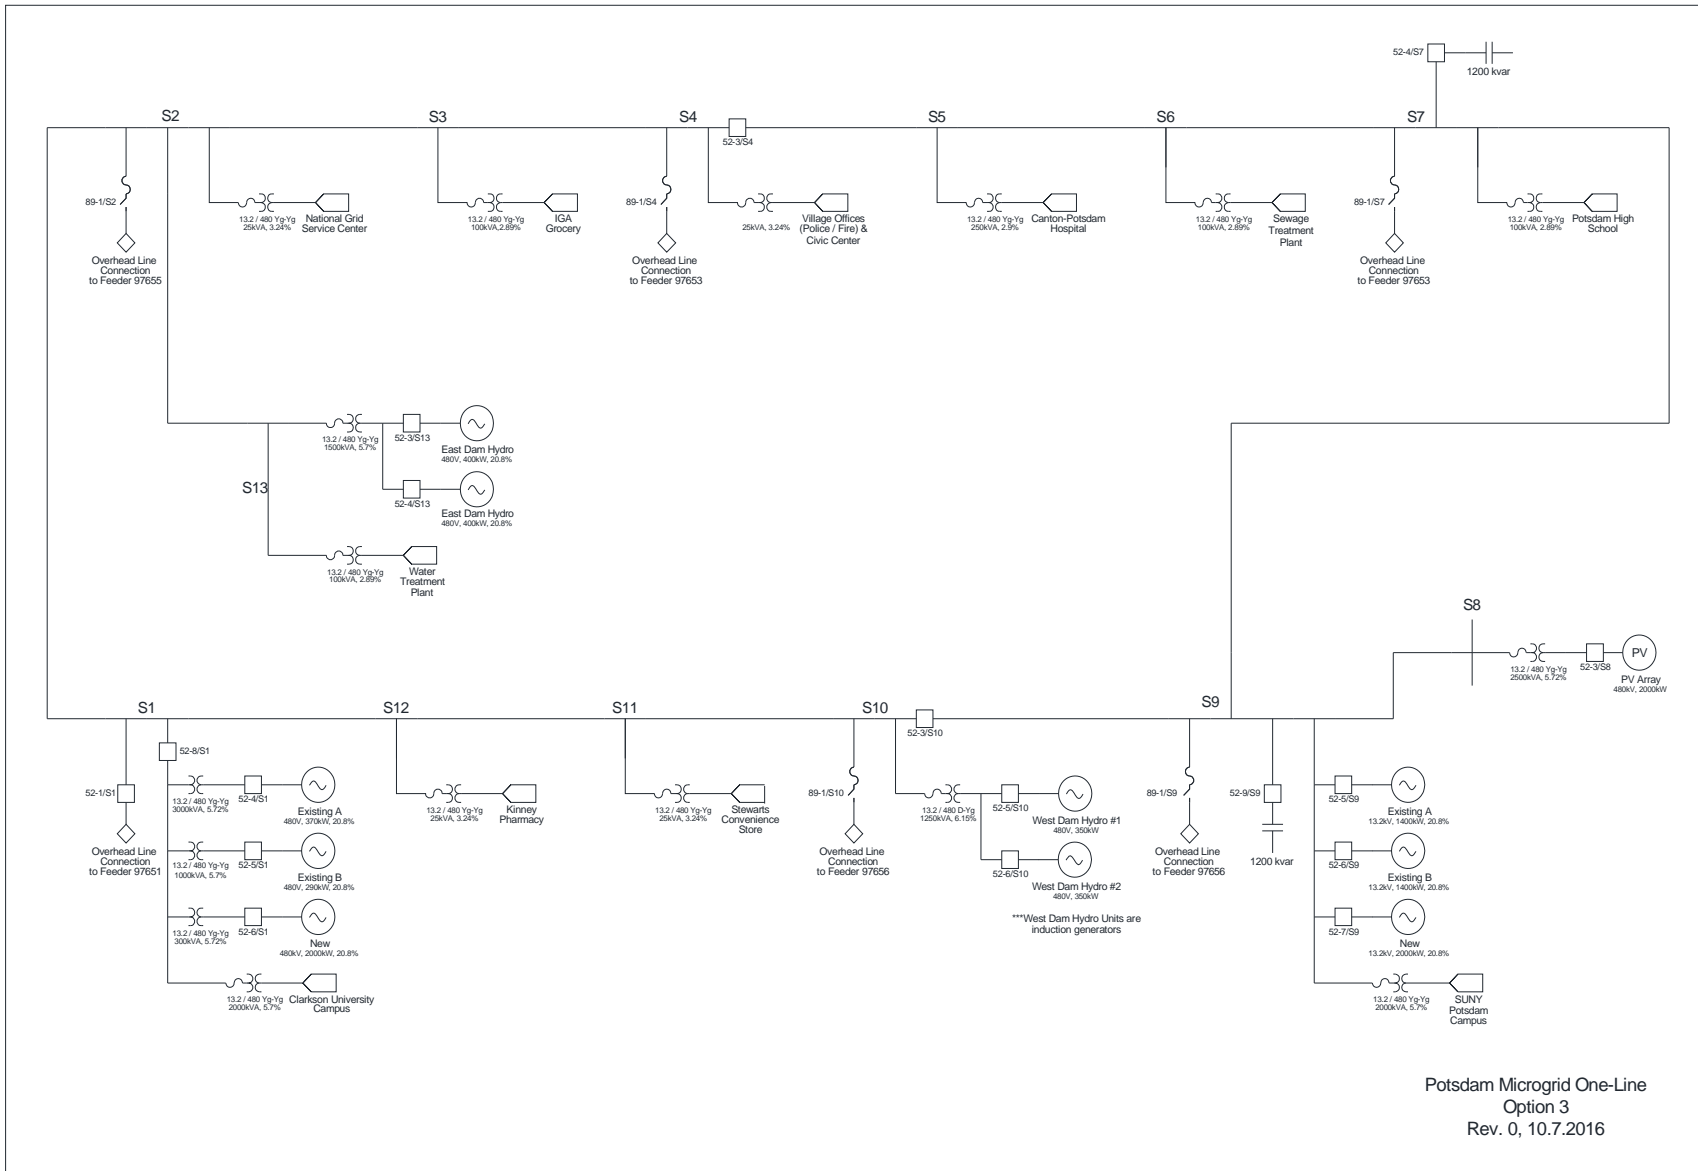 52-4/S7
1200 kvar
S2
S3
S4
S5
S6
S7
52-3/S4
89-1/S2
13.2 / 480 Yg-Yg
25kVA, 3.24%
National Grid
Service Center
13.2 / 480 Yg-Yg
100kVA,2.89%
IGA
Grocery
89-1/S4
25kVA, 3.24%
Village Offices
(Police / Fire) &
Civic Center
13.2 / 480 Yg-Yg
250kVA, 2.9%
Canton-Potsdam
Hospital
13.2 / 480 Yg-Yg
100kVA, 2.89%
Sewage
Treatment
Plant
89-1/S7
13.2 / 480 Yg-Yg
100kVA, 2.89%
Potsdam High
School
Overhead Line
Connection
to Feeder 97655
Overhead Line
Connection
to Feeder 97653
Overhead Line
Connection
to Feeder 97653
13.2 / 480 Yg-Yg
1500kVA, 5.7%
52-3/S13
East Dam Hydro
480V, 400kW, 20.8%
S13
52-4/S13
East Dam Hydro
480V, 400kW, 20.8%
13.2 / 480 Yg-Yg
100kVA, 2.89%
Water
Treatment
Plant
S8
13.2 / 480 Yg-Yg
2500kVA, 5.72%
52-3/S8
PV
PV Array
480kV, 2000kW
S1
S12
S11
S10
S9
52-3/S10
52-8/S1
52-1/S1
13.2 / 480 Yg-Yg
3000kVA, 5.72%
52-4/S1
Existing A
480V, 370kW, 20.8%
Overhead Line
Connection
to Feeder 97651
13.2 / 480 Yg-Yg
1000kVA, 5.7%
52-5/S1
Existing B
480V, 290kW, 20.8%
13.2 / 480 Yg-Yg
300kVA, 5.72%
52-6/S1
New
480kV, 2000kW, 20.8%
13.2 / 480 Yg-Yg
2000kVA, 5.7%
Clarkson University
Campus
13.2 / 480 Yg-Yg
25kVA, 3.24%
Kinney
Pharmacy
13.2 / 480 Yg-Yg
25kVA, 3.24%
Stewarts
Convenience
Store
89-1/S10
Overhead Line
Connection
to Feeder 97656
13.2 / 480 D-Yg
1250kVA, 6.15%
52-5/S10
West Dam Hydro #1
480V, 350kW
52-6/S10
West Dam Hydro #2
480V, 350kW
***West Dam Hydro Units are
induction generators
89-1/S9
Overhead Line
Connection
to Feeder 97656
52-9/S9
1200 kvar
52-5/S9
Existing A
13.2kV, 1400kW, 20.8%
52-6/S9
Existing B
13.2kV, 1400kW, 20.8%
52-7/S9
New
13.2kV, 2000kW, 20.8%
13.2 / 480 Yg-Yg
2000kVA, 5.7%
SUNY
Potsdam
Campus
Potsdam Microgrid One-Line
Option 3
Rev. 0, 10.7.2016